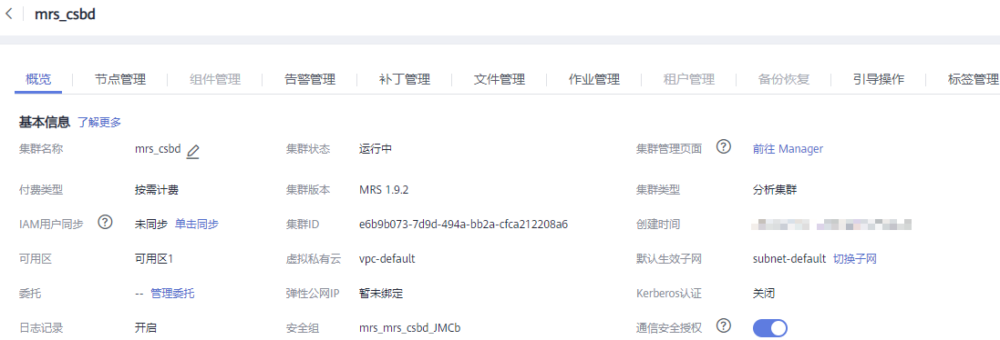 mrs_csbd
概览 节点管理 组件管理 告警管理 补丁管理 文件管理 作业管理 租户管理 备份恢复 引导操作 标签管理
基本信息 了解更多
集群名称 mrs_csbd 集群状态 运行中 集群管理页面 ? 前往 Manager
付费类型 按需计费 集群版本 MRS 1.9.2 集群类型 分析集群
IAM用户同步 ? 未同步 单击同步 集群ID e6b9b073-7d9d-494a-bb2a-cfca212208a6 创建时间
可用区 可用区1 虚拟私有云 vpc-default 默认生效子网 subnet-default 切换子网
委托 -- 管理委托 弹性公网IP 暂未绑定 Kerberos认证 关闭
日志记录 开启 安全组 mrs_mrs_csbd_JMCb 通信安全授权 ?